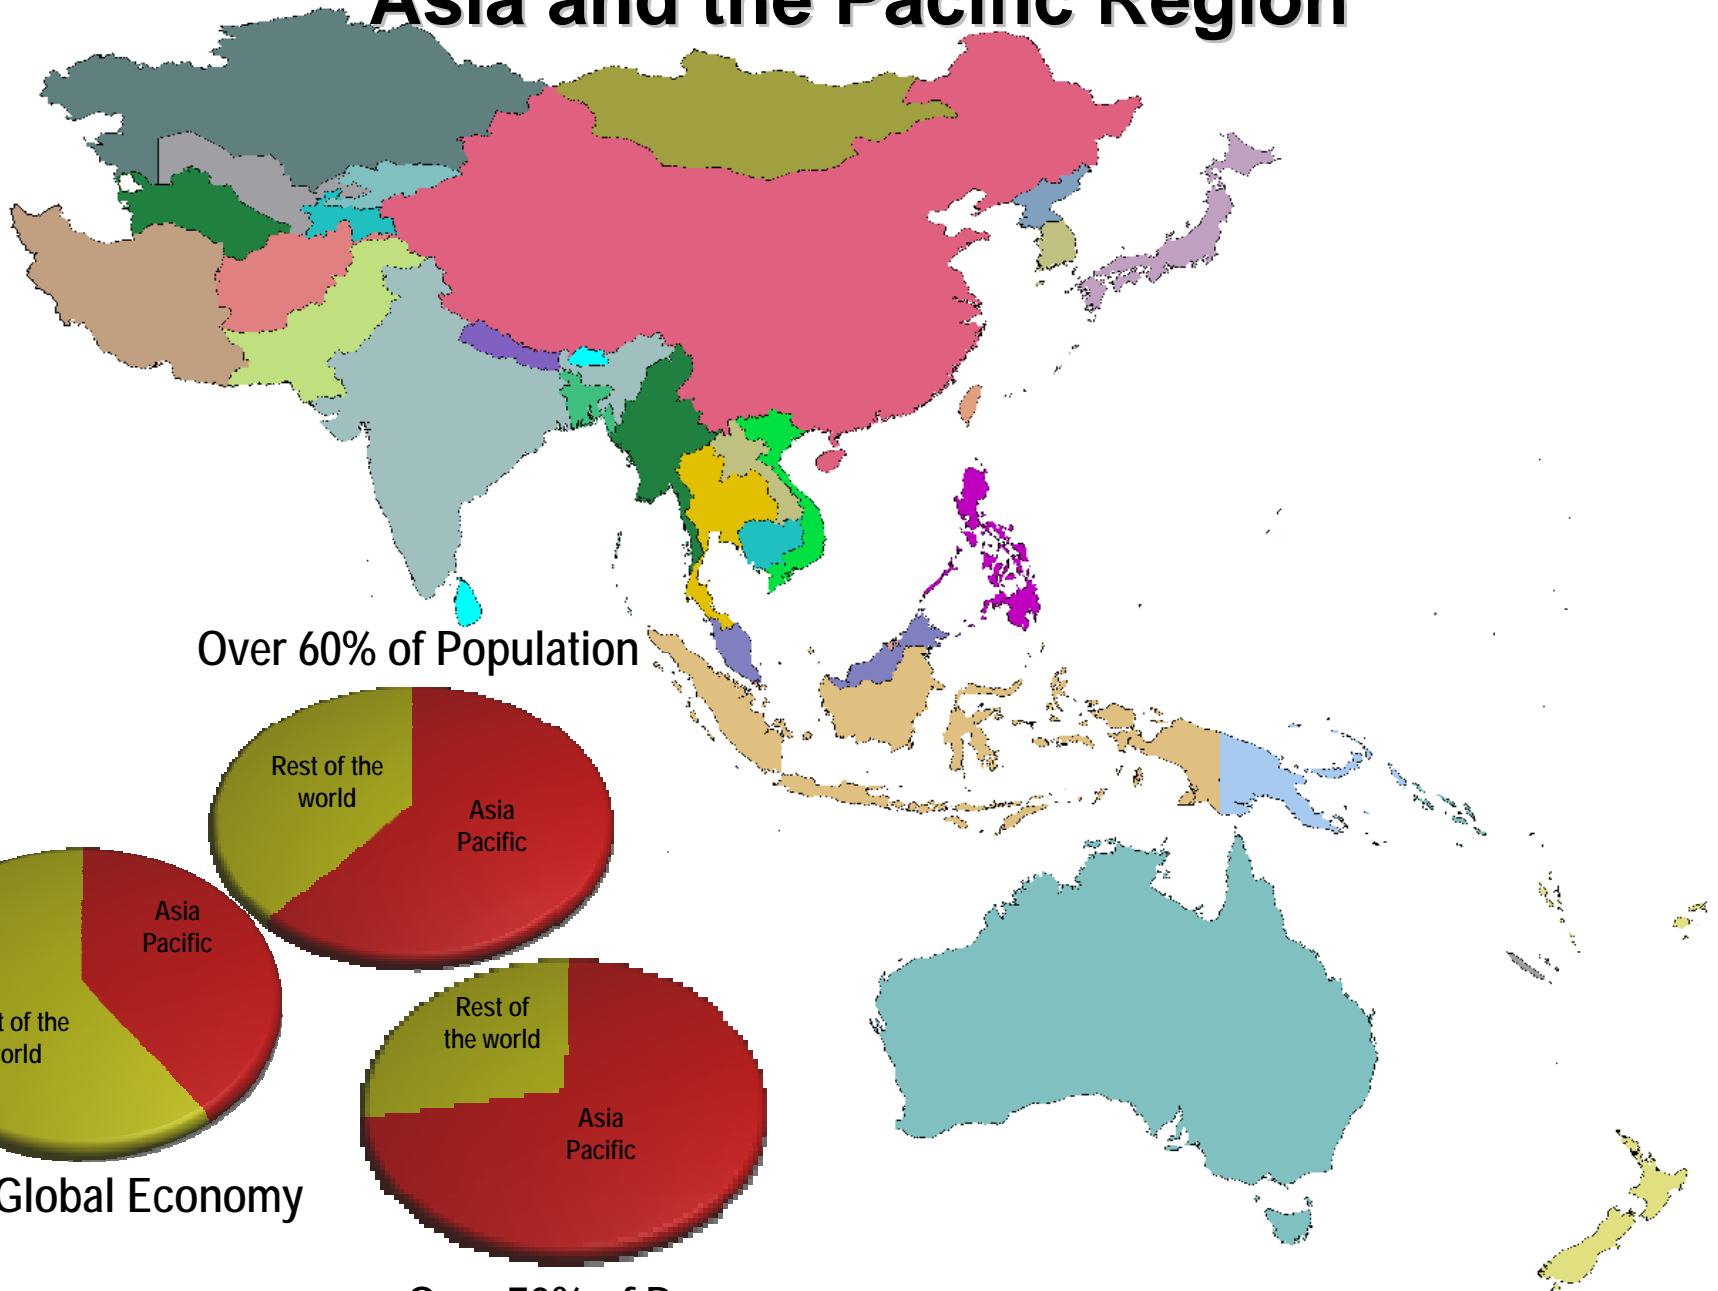 Asia and the Pacific Region
Over 60% of Population
Rest of the
world
Asia
Pacific
Asia
Pacific
of the
Global Economy
Rest of
the world
Asia
Pacific